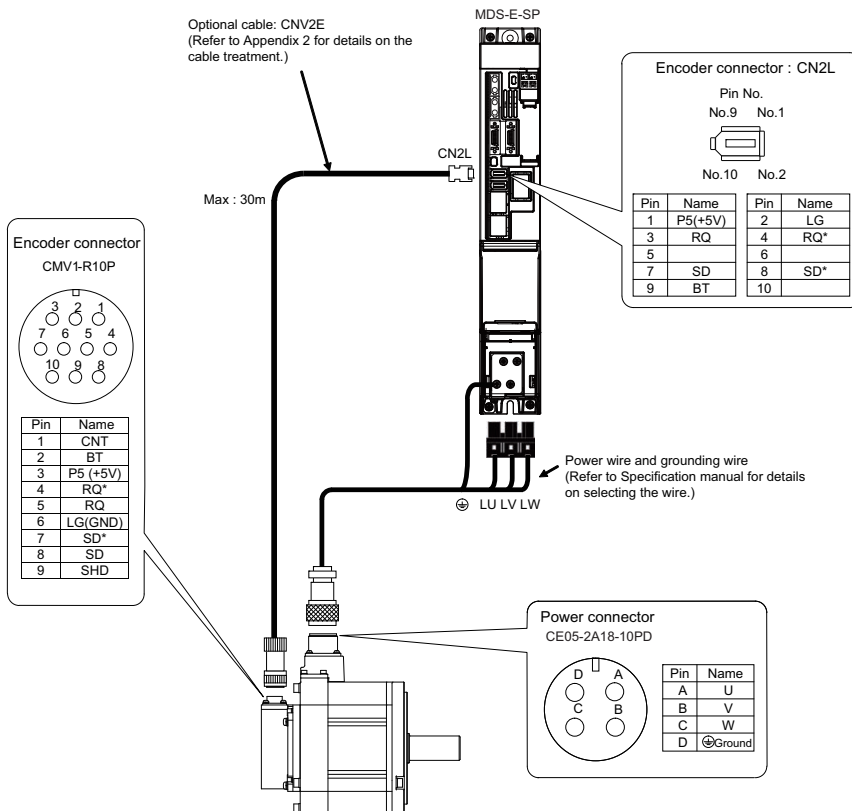 MDS-E-SP
Optional cable: CNV2E
(Refer to Appendix 2 for details on the
cable treatment.)
CN2L
Max : 30m
Encoder connector : CN2L
Pin No.
No.9 No.1
No.10 No.2
Pin Name Pin Name
1 P5(+5V) 2 LG
3 RQ 4 RQ*
5 6
7 SD 8 SD*
9 BT 10
Encoder connector
CMV1-R10P
3 2 1
7 6 5 4
10 9 8
Pin Name
1 CNT
2 BT
3 P5 (+5V)
4 RQ*
5 RQ
6 LG(GND)
7 SD*
8 SD
9 SHD
Power wire and grounding wire
(Refer to Specification manual for details
on selecting the wire.)
LU LV LW
Power connector
CE05-2A18-10PD
D A
C B
Pin Name
A U
B V
C W
D Ground